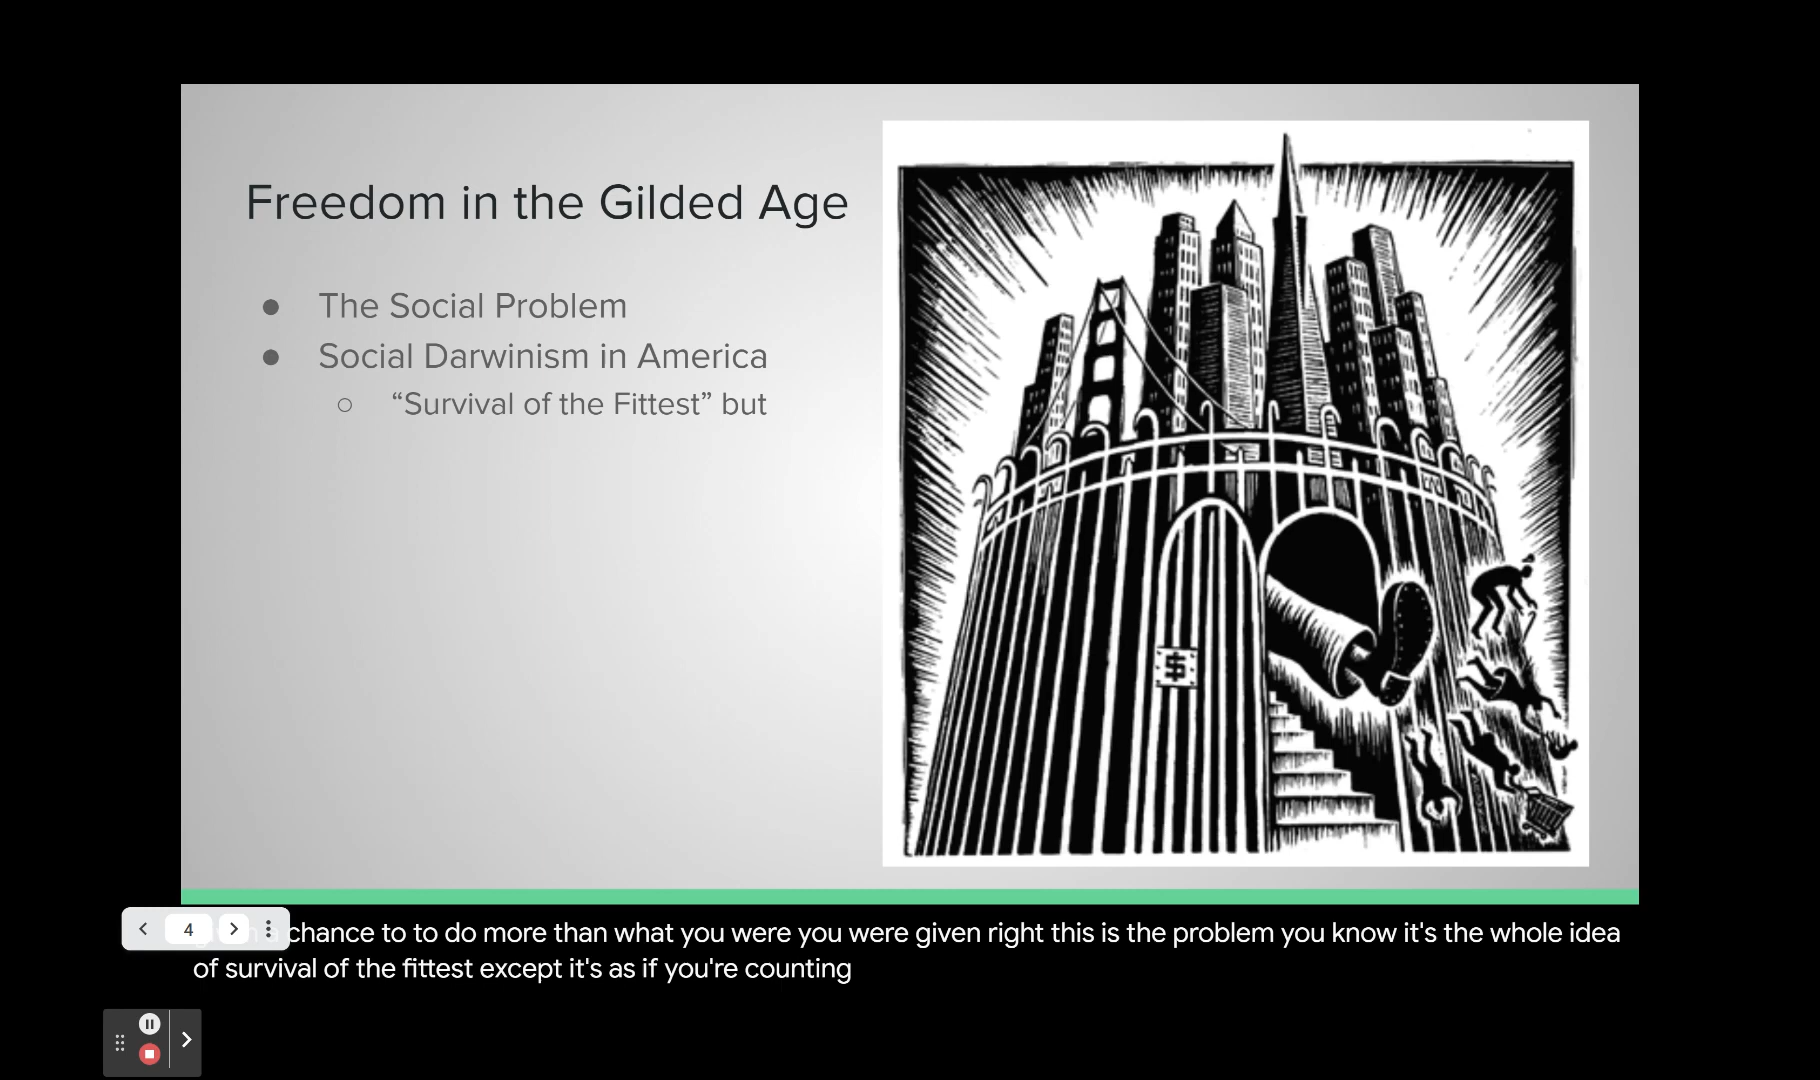 Freedom in the Gilded Age
The Social Problem
Social Darwinism in America
“Survival of the Fittest” but
$
4
chance to to do more than what you were you were given right this is the problem you know it's the whole idea
of survival of the fittest except it's as if you're counting